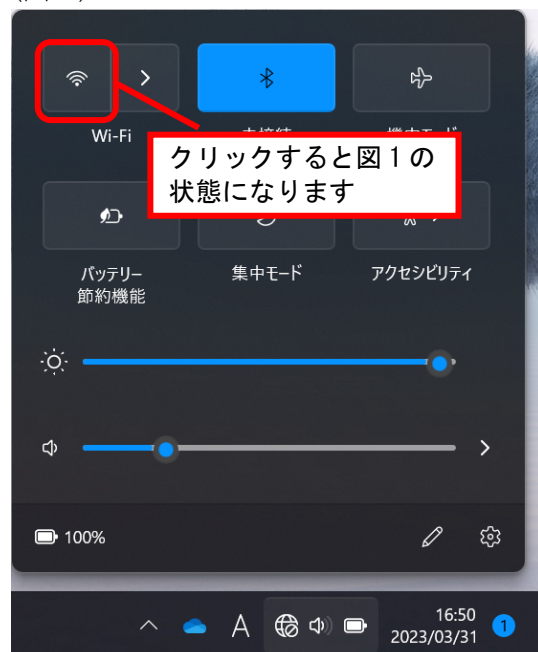 Wi-Fi
クリックすると図１の
状態になります
バッテリー
節約機能
集中モード
アクセシビリティ
100%
A
16:50
2023/03/31
1